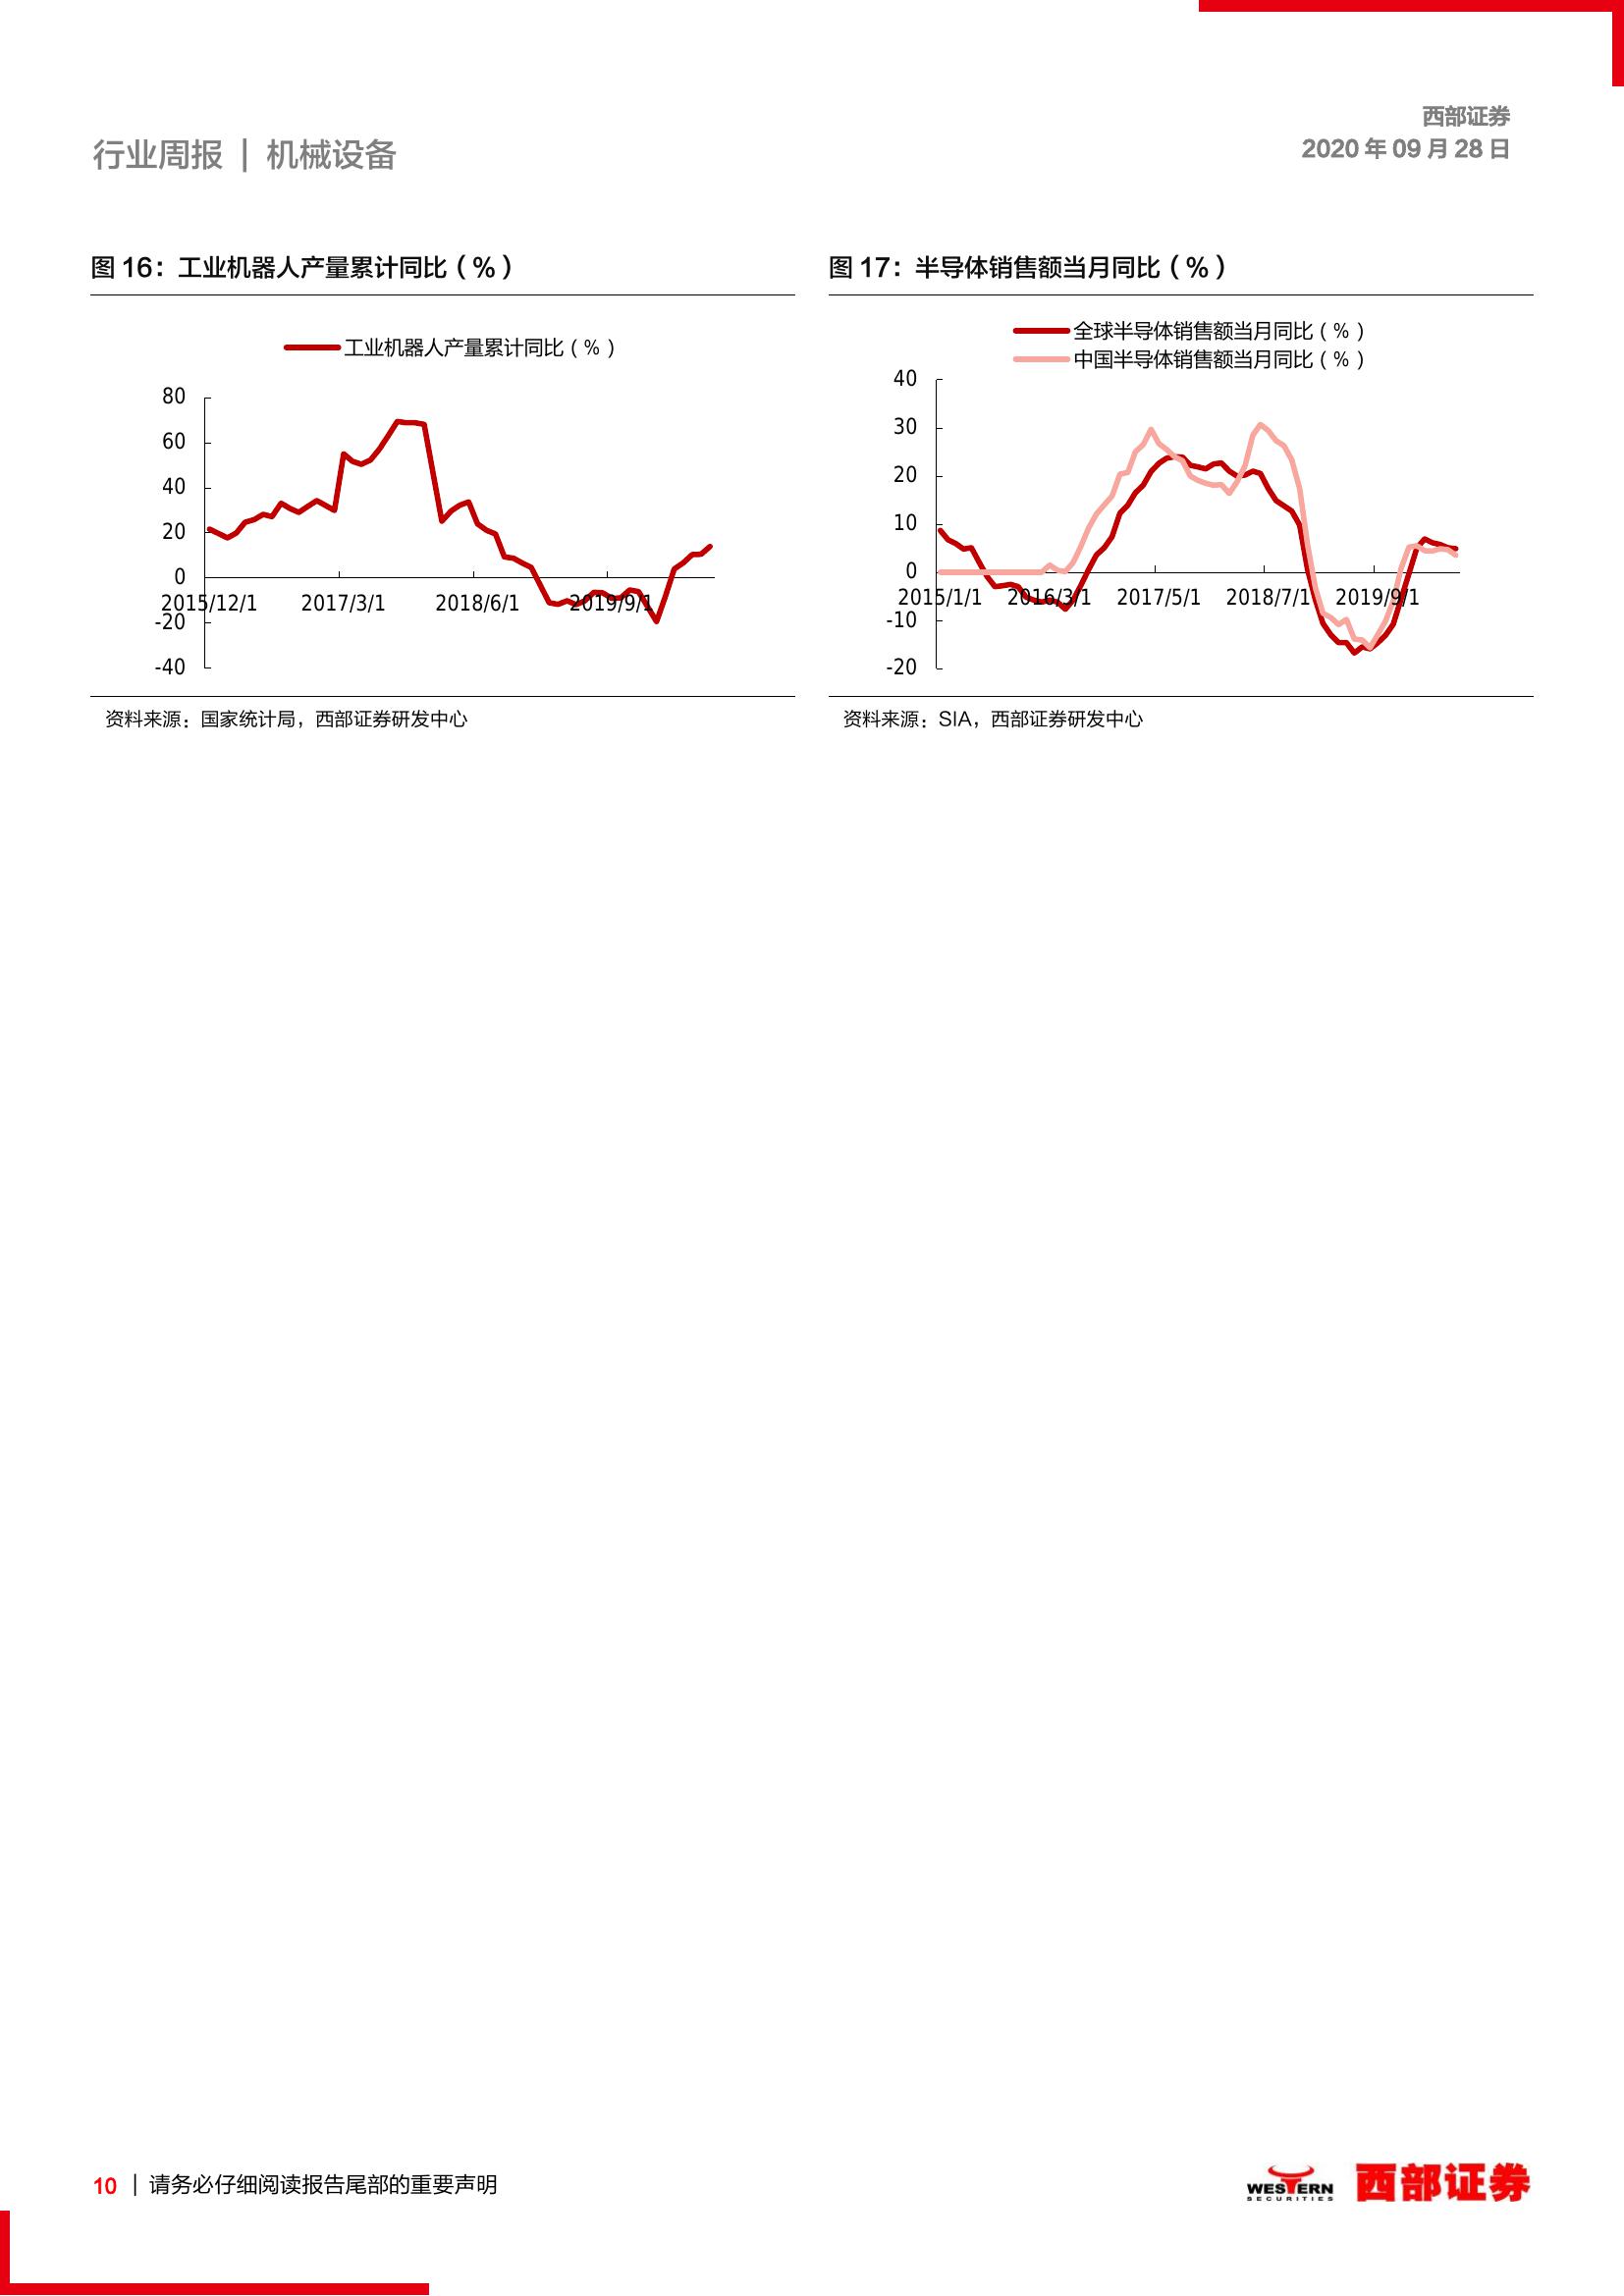 西部证券
行业周报 | 机械设备
2020 年 09 月 28 日
图 16：工业机器人产量累计同比（%）
工业机器人产量累计同比（%）
80
60
40
20
0
-20
-40
2015/12/1 2017/3/1 2018/6/1 2019/9/1
资料来源：国家统计局，西部证券研发中心
图 17：半导体销售额当月同比（%）
全球半导体销售额当月同比（%）
中国半导体销售额当月同比（%）
40
30
20
10
0
-10
-20
2015/1/1 2016/3/1 2017/5/1 2018/7/1 2019/9/1
资料来源：SIA，西部证券研发中心
10 | 请务必仔细阅读报告尾部的重要声明
WESTERN
SECURITIES
西部证券